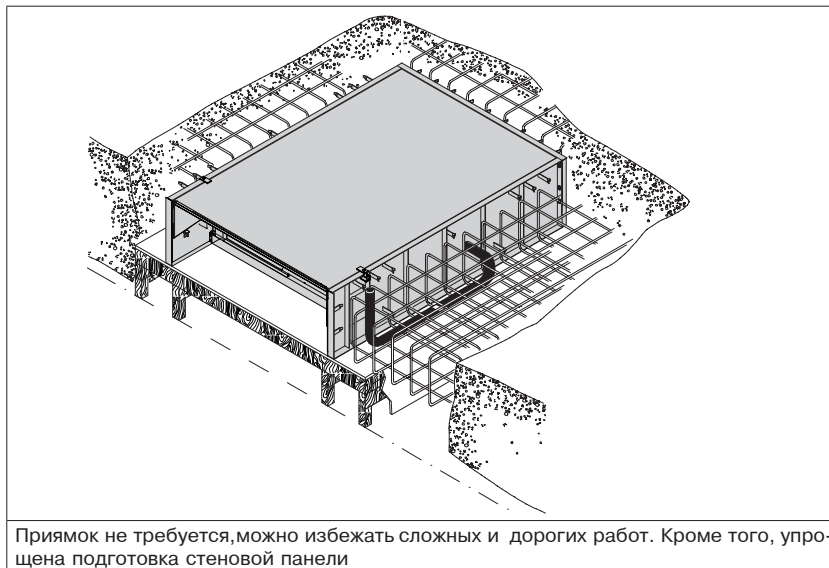 Приямок не требуется,можно избежать сложных и дорогих работ. Кроме того, упро-
щена подготовка стеновой панели